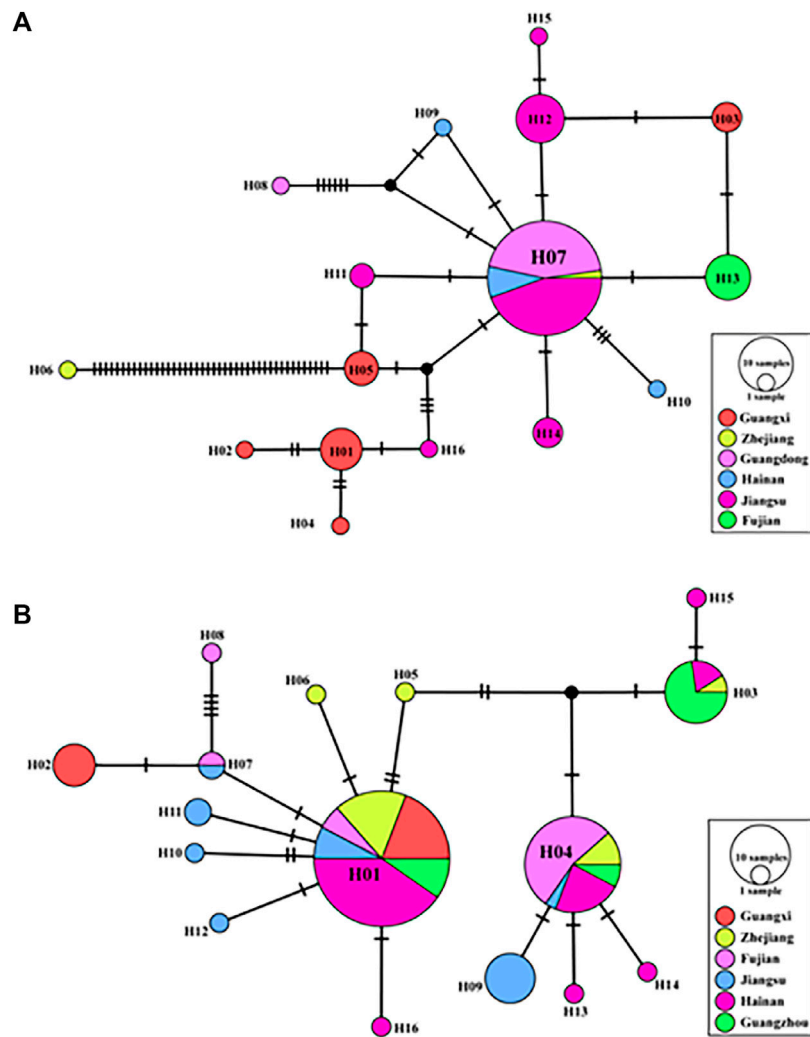 A
H15
H09
H12
H03
H08
H07
H11
H13
H06
H05
H10
H14
H02
H01
H16
H04
10 samples
1 sample
Guangxi
Zhejiang
Guangdong
Hainan
Jiangsu
Fujian
B
H15
H08
H06
H05
H03
H02
H07
H11
H10
H01
H04
H12
H09
H14
H13
H16
10 samples
1 sample
Guangxi
Zhejiang
Fujian
Jiangsu
Hainan
Guangzhou